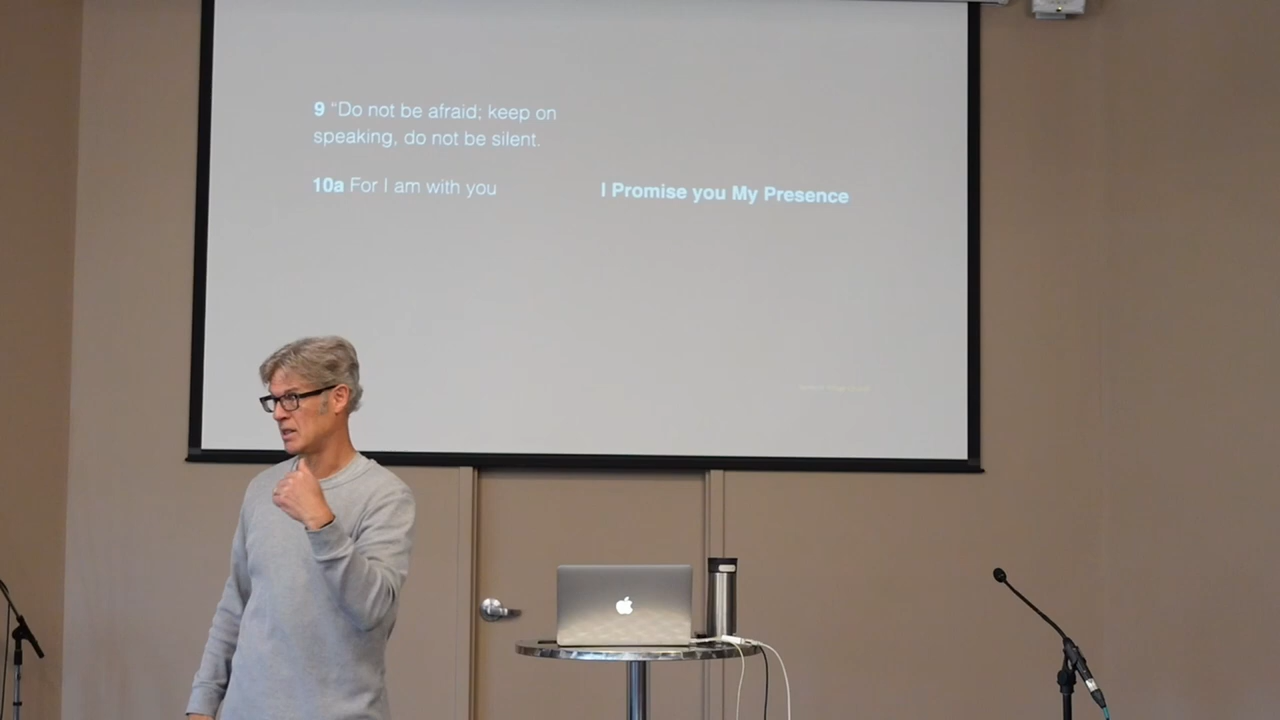 9 “Do not be afraid; keep on
speaking, do not be silent.
10a For I am with you
I Promise you My Presence